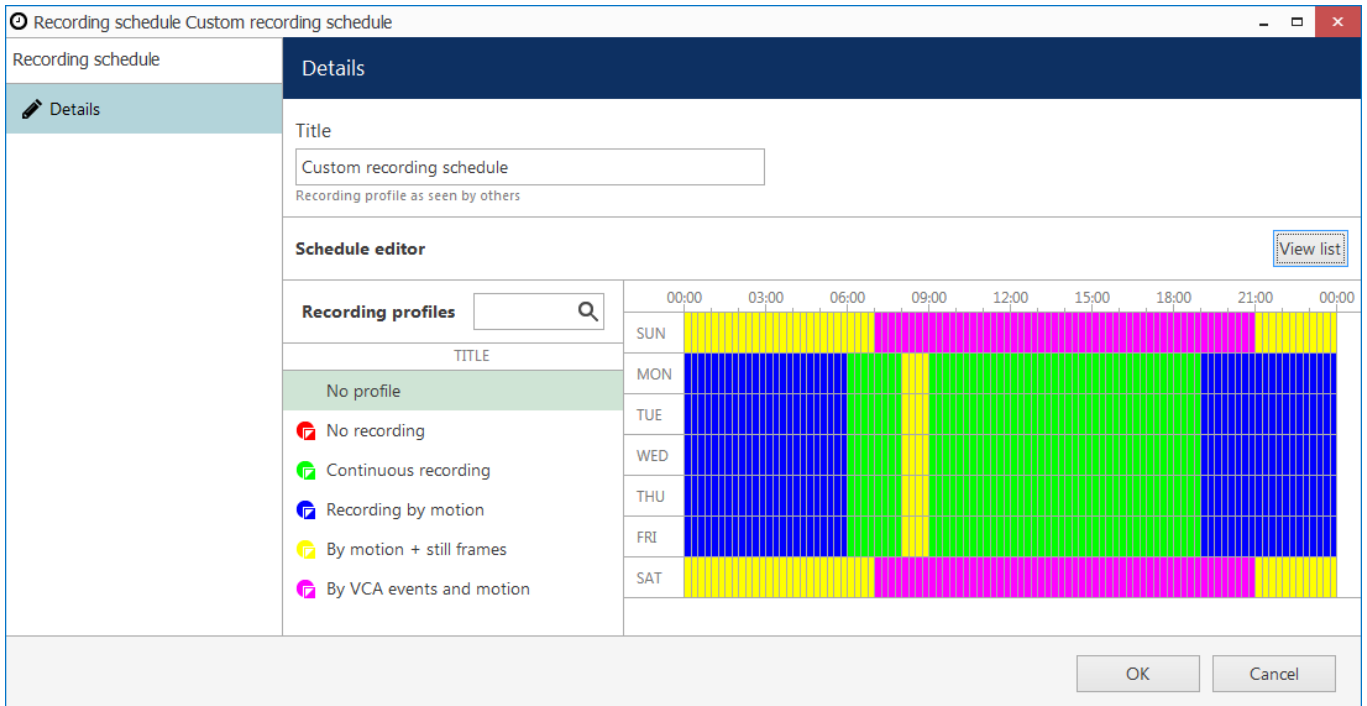 Recording schedule Custom recording schedule
Recording schedule
Details
Details
Title
Custom recording schedule
Recording profile as seen by others
Schedule editor
View list
Recording profiles
TITLE
No profile
No recording
Continuous recording
Recording by motion
By motion + still frames
By VCA events and motion
00:00 03:00 06:00 09:00 12:00 15:00 18:00 21:00 00:00
SUN
MON
TUE
WED
THU
FRI
SAT
OK Cancel